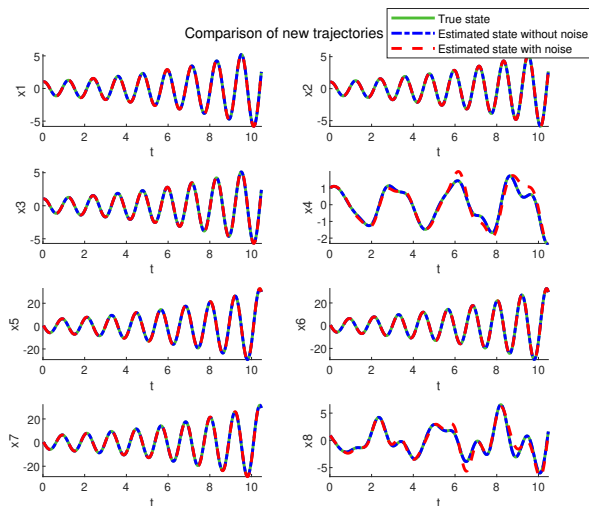 Comparison of new trajectories
True state
Estimated state without noise
Estimated state with noise
5
0
-5
x1
0 2 4 6 8 10
t
5
0
-5
x2
0 2 4 6 8 10
t
5
0
-5
x3
0 2 4 6 8 10
t
1
0
-1
-2
x4
0 2 4 6 8 10
t
20
0
-20
x5
0 2 4 6 8 10
t
20
0
-20
x6
0 2 4 6 8 10
t
20
0
-20
x7
0 2 4 6 8 10
t
5
0
-5
x8
0 2 4 6 8 10
t